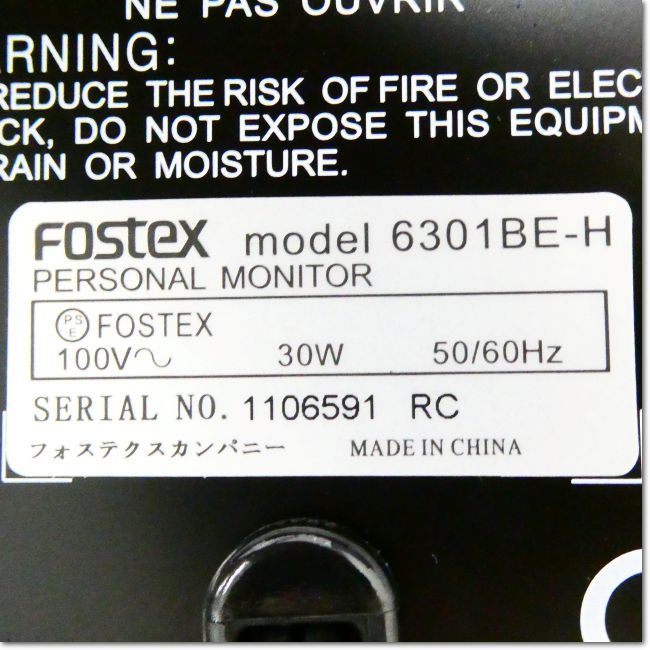 NE PAS OUVRIR
ARNING:
REDUCE THE RISK OF FIRE OR ELEC
CK, DO NOT EXPOSE THIS EQUIPM
RAIN OR MOISTURE.
Fostex model 6301BE-H
PERSONAL MONITOR
PSE FOSTEX
100V～ 30W 50/60Hz
SERIAL NO. 1106591 RC
フォステクスカンパニー MADE IN CHINA